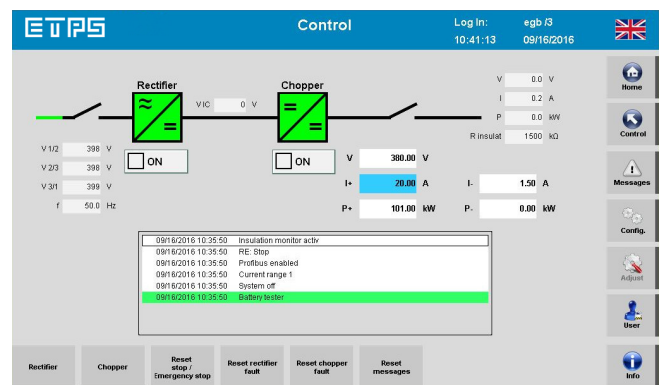 ETPS
Control
Log In: egb /3
10:41:13 09/16/2016
Rectifier
Chopper
V IC 0 V
V 0.0 V
I 0.2 A
P 0.0 kW
R insulat 1500 kΩ
V 1/2 398 V
V 2/3 398 V
V 3/1 399 V
f 50.0 Hz
ON
ON
V 380.00 V
I+ 20.00 A I- 1.50 A
P+ 101.00 kW P- 0.00 kW
09/16/2016 10:35:50 Insulation monitor activ
09/16/2016 10:35:50 RE: Stop
09/16/2016 10:35:50 Profibus enabled
09/16/2016 10:35:50 Current range 1
09/16/2016 10:35:50 System off
09/16/2016 10:35:50 Battery tester
Rectifier
Chopper
Reset
stop /
Emergency stop
Reset rectifier
fault
Reset chopper
fault
Reset
messages
Home
Control
Messages
Config.
Adjust
User
Info